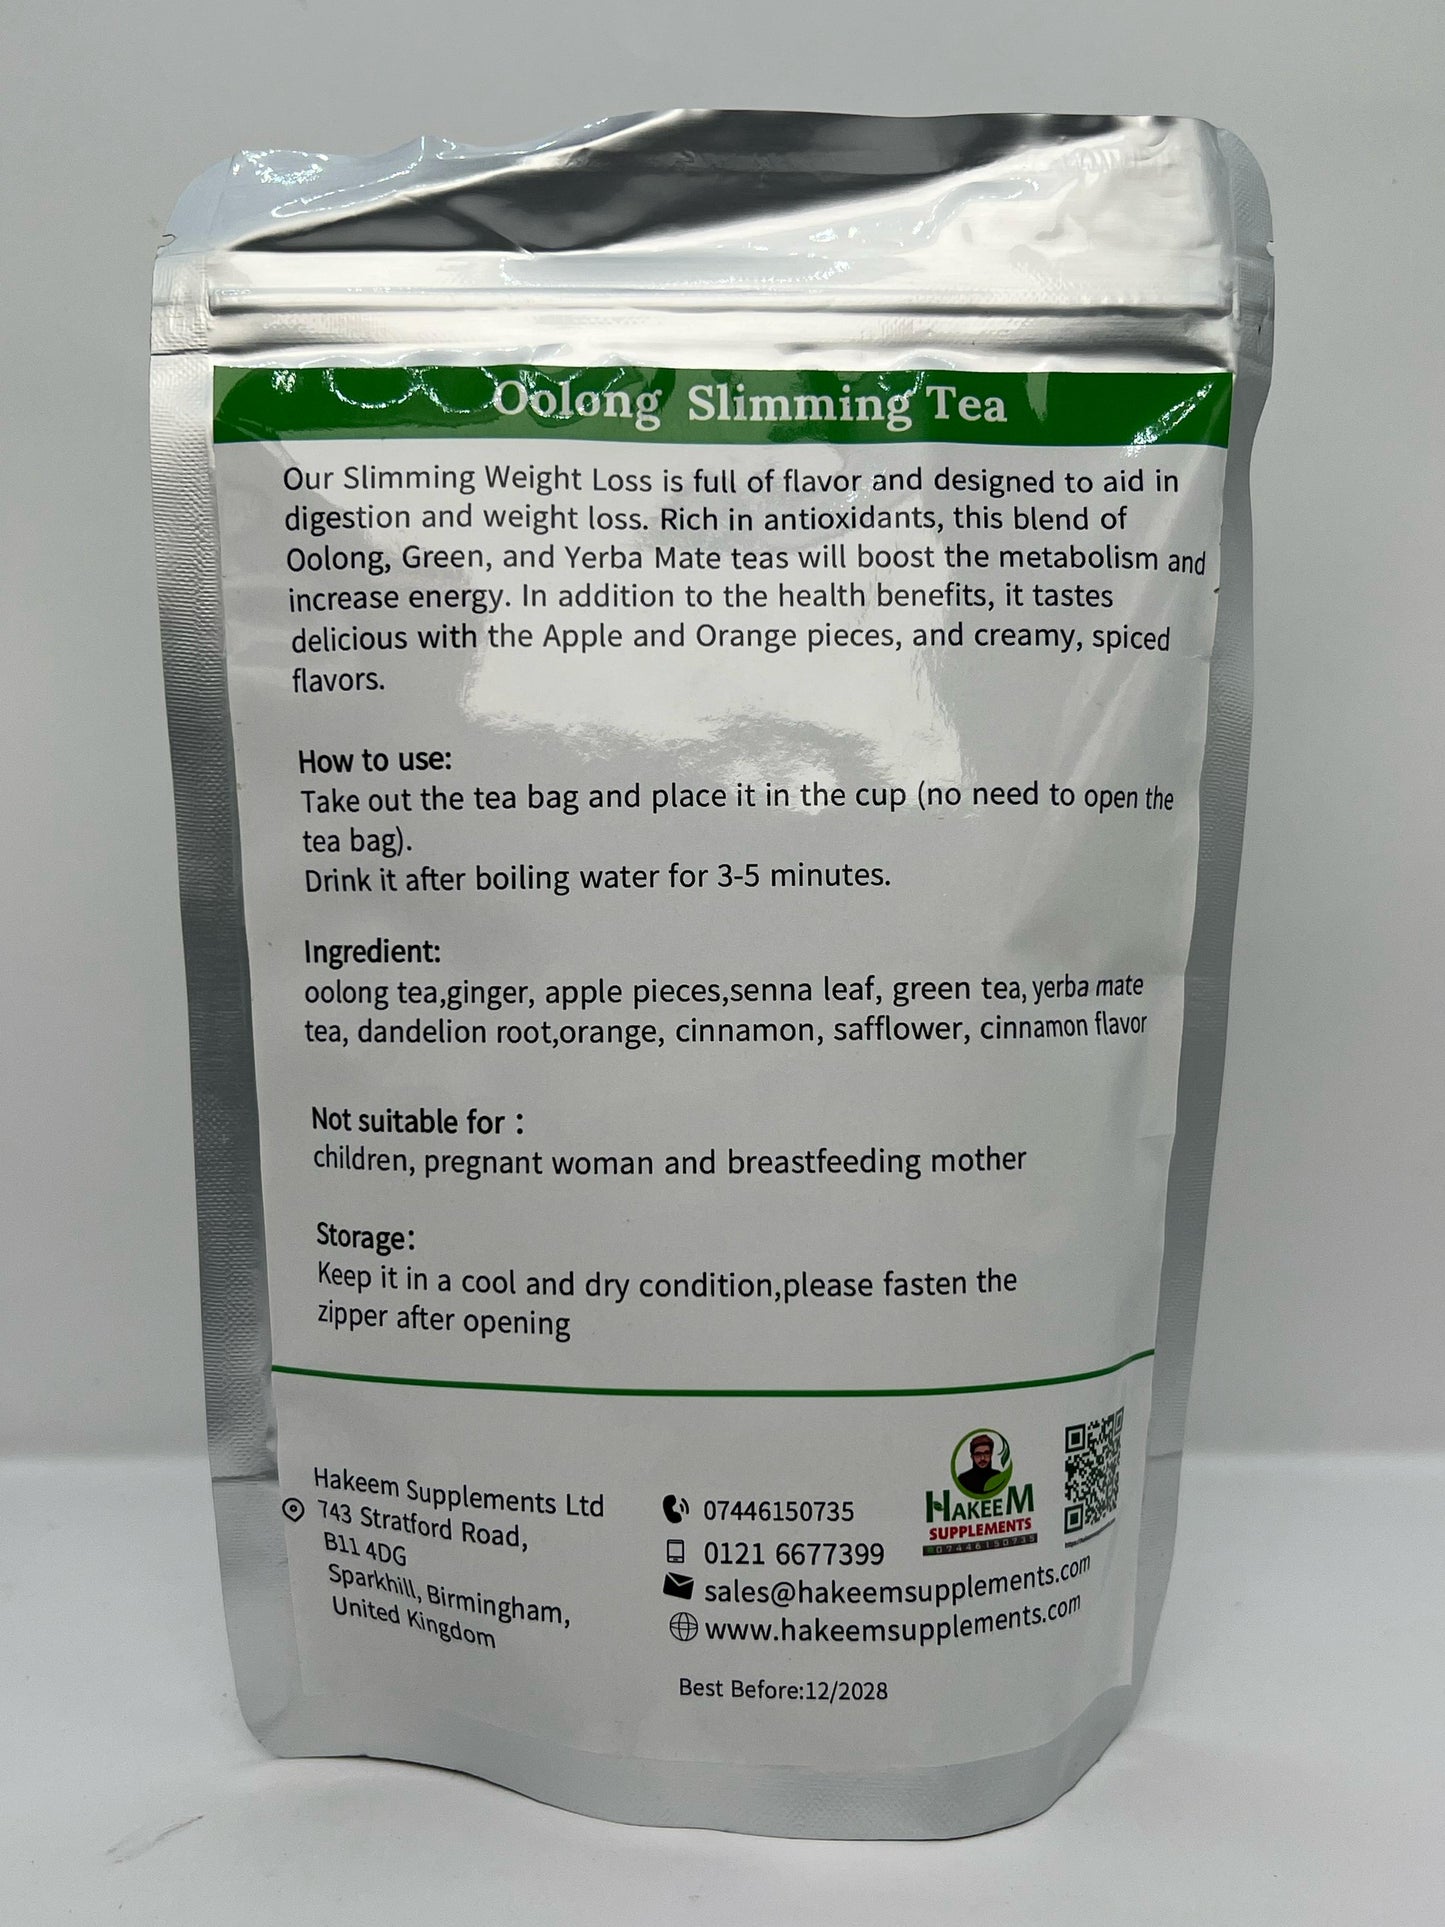 Oolong Slimming Tea
Our Slimming Weight Loss is full of flavor and designed to aid in
digestion and weight loss. Rich in antioxidants, this blend of
Oolong, Green, and Yerba Mate teas will boost the metabolism and
increase energy. In addition to the health benefits, it tastes
delicious with the Apple and Orange pieces, and creamy, spiced
flavors.
How to use:
Take out the tea bag and place it in the cup (no need to open the
tea bag).
Drink it after boiling water for 3-5 minutes.
Ingredient:
oolong tea,ginger, apple pieces,senna leaf, green tea, yerba mate
tea, dandelion root,orange, cinnamon, safflower, cinnamon flavor
Not suitable for :
children, pregnant woman and breastfeeding mother
Storage:
Keep it in a cool and dry condition,please fasten the
zipper after opening
Hakeem Supplements Ltd
743 Stratford Road,
B11 4DG
Sparkhill, Birmingham,
United Kingdom
07446150735
0121 6677399
sales@hakeemsupplements.com
www.hakeemsupplements.com
HAKEEM
SUPPLEMENTS
07446150735
Best Before:12/2028